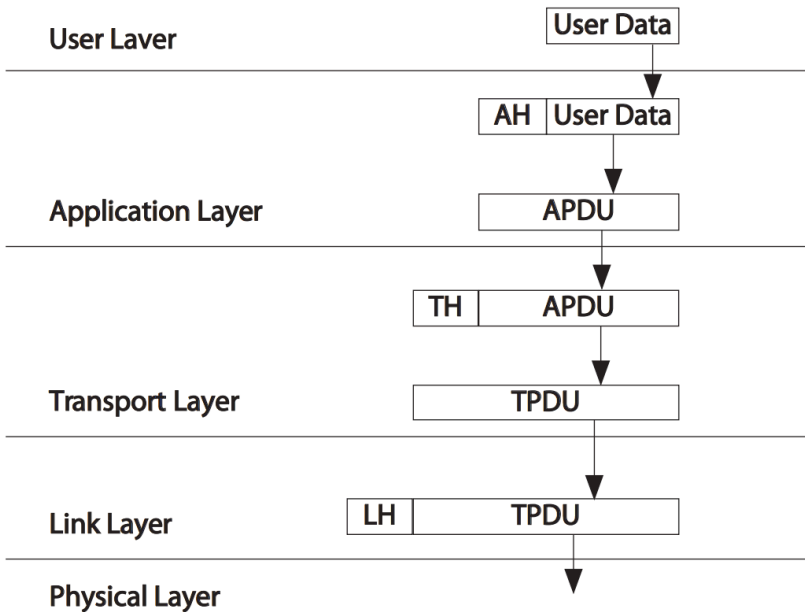 User Laver
User Data
AH User Data
Application Layer
APDU
TH APDU
Transport Layer
TPDU
Link Layer
LH TPDU
Physical Layer